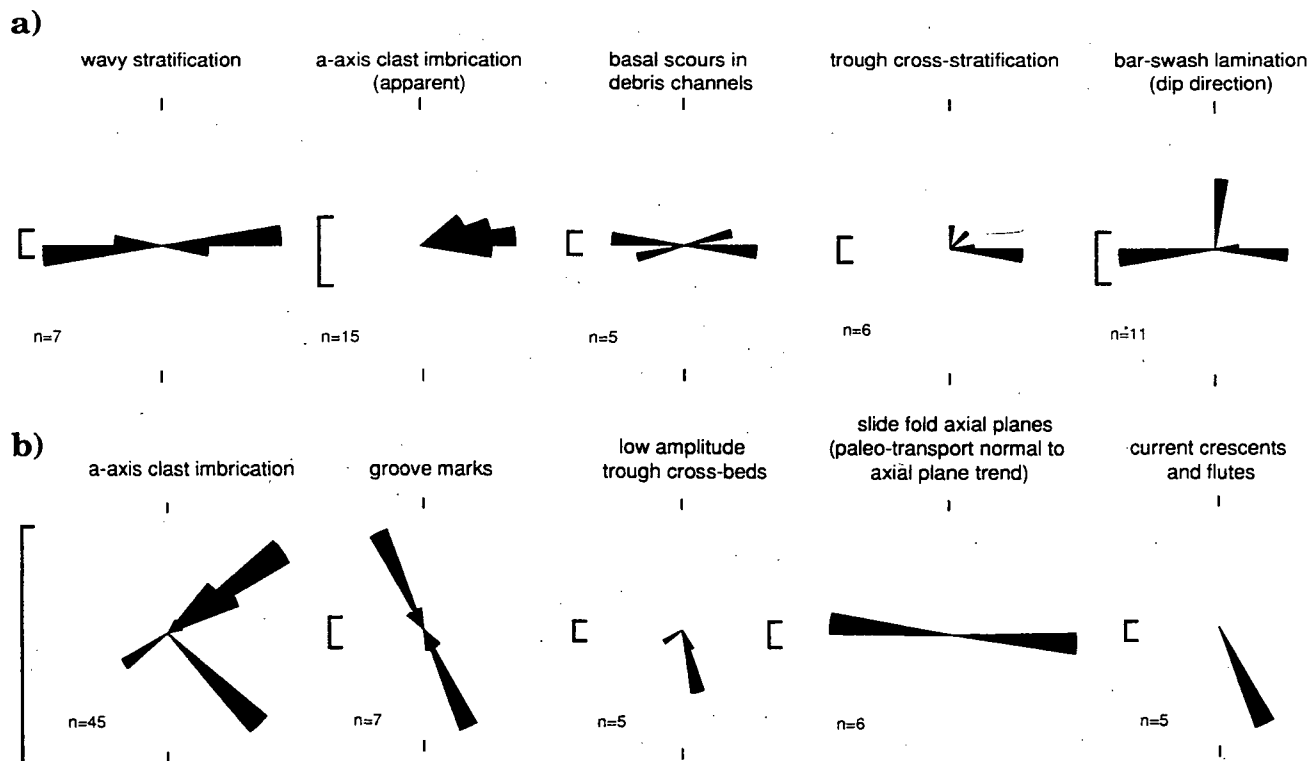 a)
wavy stratification
a-axis clast imbrication
(apparent)
basal scours in
debris channels
trough cross-stratification
bar-swash lamination
(dip direction)
n=7
n=15
n=5
n=6
n=11
b)
a-axis clast imbrication
groove marks
low amplitude
trough cross-beds
slide fold axial planes
(paleo-transport normal to
axial plane trend)
current crescents
and flutes
n=45
n=7
n=5
n=6
n=5